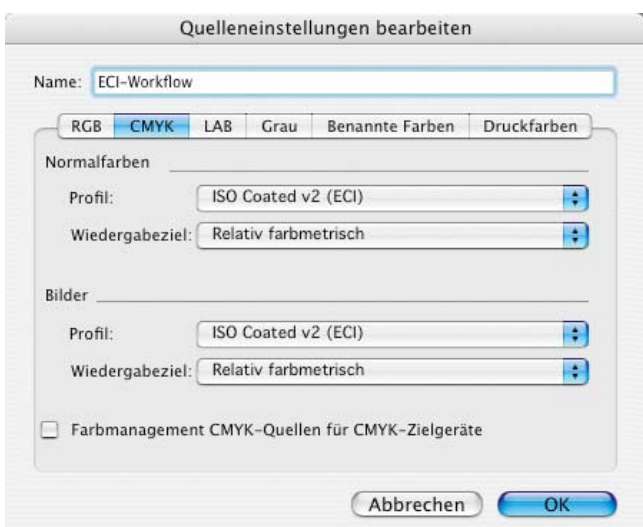 Quelleneinstellungen bearbeiten
Name: ECI-Workflow
RGB CMYK LAB Grau Benannte Farben Druckfarben
Normalfarben
Profil: ISO Coated v2 (ECI)
Wiedergabeziel: Relativ farbmetrisch
Bilder
Profil: ISO Coated v2 (ECI)
Wiedergabeziel: Relativ farbmetrisch
Farbmanagement CMYK-Quellen für CMYK-Zielgeräte
Abbrechen OK